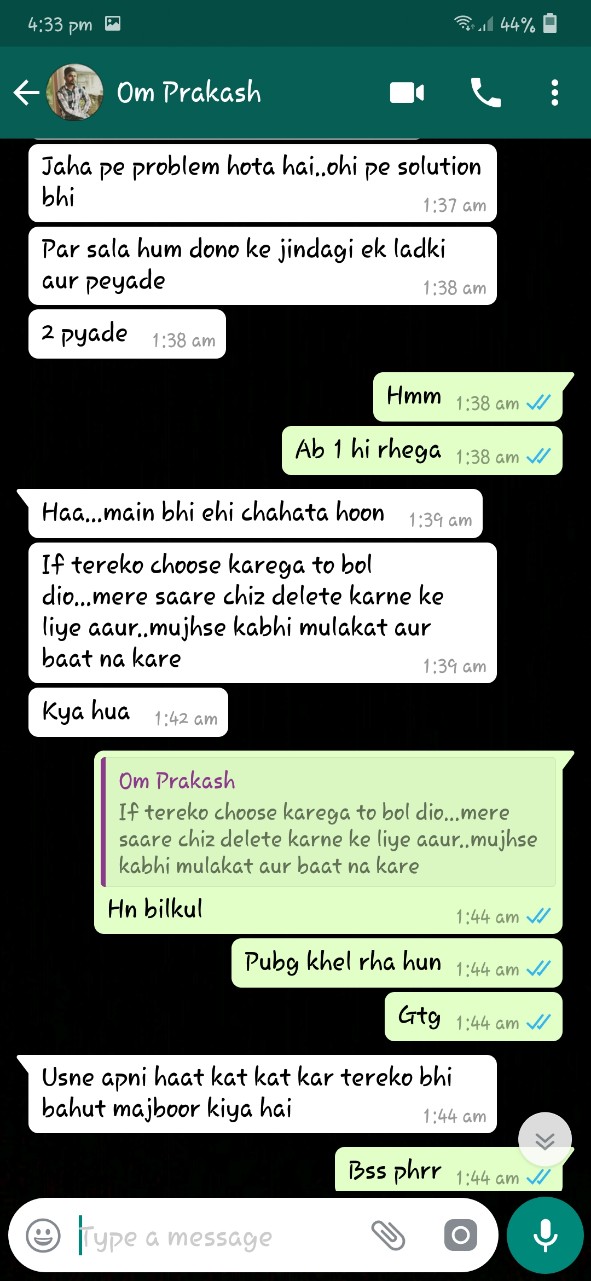 4:33 pm 44%
Om Prakash
Jaha pe problem hota hai..ohi pe solution
bhi 1:37 am
Par sala hum dono ke jindagi ek ladki
aur peyade 1:38 am
2 pyade 1:38 am
Hmm 1:38 am
Ab 1 hi rhega 1:38 am
Haa...main bhi ehi chahata hoon 1:39 am
If tereko choose karega to bol
dio...mere saare chiz delete karne ke
liye aaur..mujhse kabhi mulakat aur
baat na kare 1:39 am
Kya hua 1:42 am
Om Prakash
If tereko choose karega to bol dio...mere
saare chiz delete karne ke liye aaur..mujhse
kabhi mulakat aur baat na kare
Hn bilkul 1:44 am
Pubg khel rha hun 1:44 am
Gtg 1:44 am
Usne apni haat kat kat kar tereko bhi
bahut majboor kiya hai 1:44 am
Bss phrr 1:44 am
Type a message